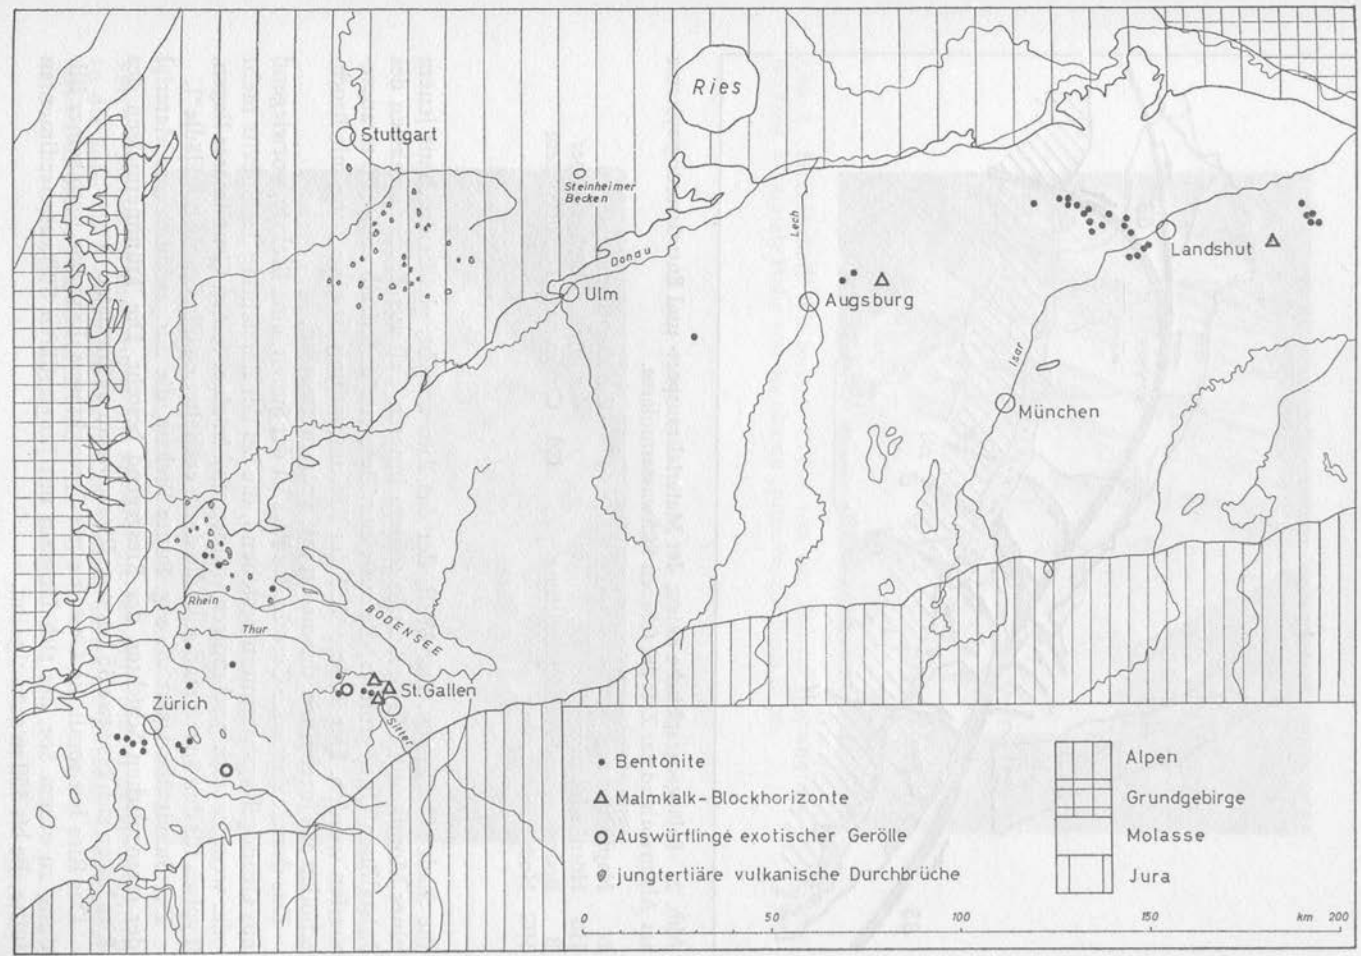 Ries
Stuttgart
Steinheimer
Becken
Donau
Ulm
Lech
Augsburg
Landshut
Isar
München
Rhein
Thur
BODENSEE
St.Gallen
Sitter
Zürich
Bentonite
Malmkalk-Blockhorizonte
Auswürflinge exotischer Gerölle
jungtertiäre vulkanische Durchbrüche
Alpen
Grundgebirge
Molasse
Jura
0 50 100 150 km 200